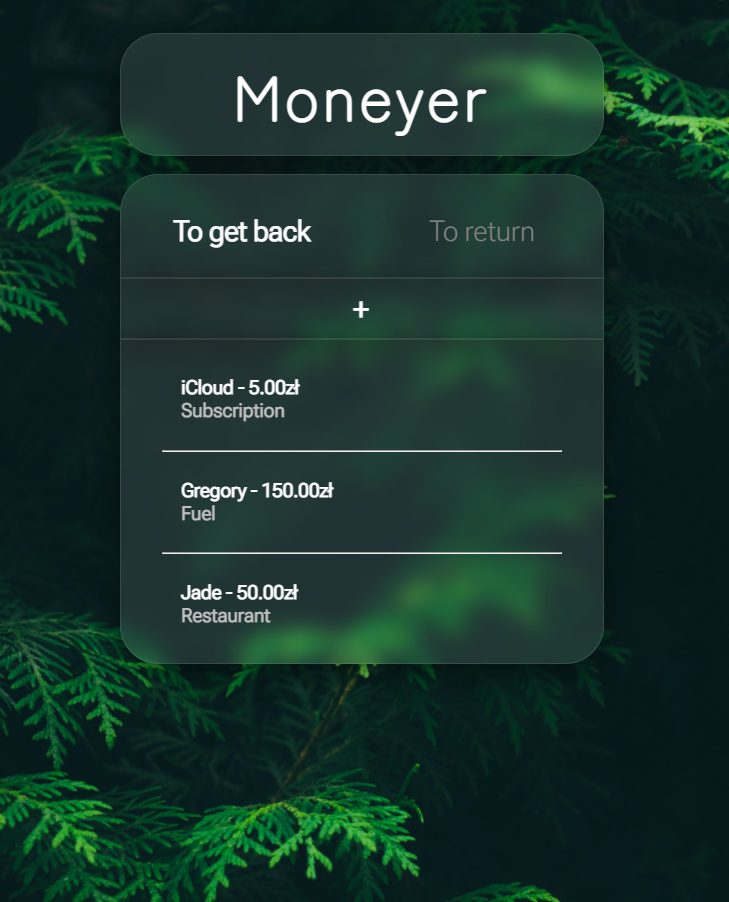 Moneyer
To get back To return
+
iCloud - 5.00zł
Subscription
Gregory - 150.00zł
Fuel
Jade - 50.00zł
Restaurant